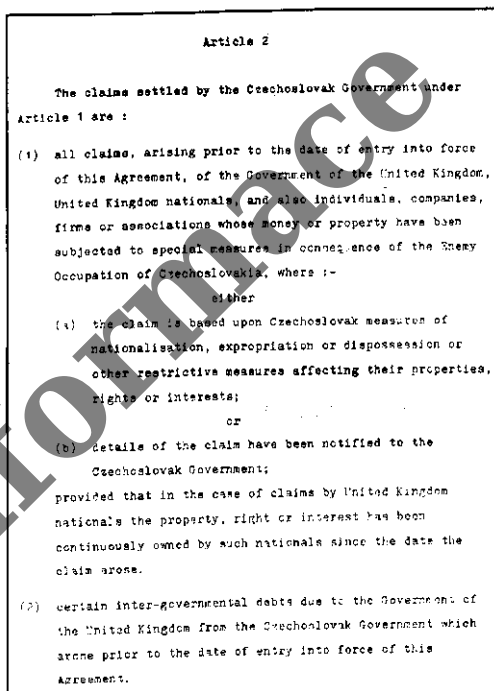 Article 2
The claims settled by the Czechoslovak Government under
Article 1 are :
(1) all claims, arising prior to the date of entry into force
of this Agreement, of the Government of the United Kingdom,
United Kingdom nationals, and also individuals, companies,
firms or associations whose money or property have been
subjected to special measures in consequence of the Enemy
Occupation of Czechoslovakia, where :-
either
(a) the claim is based upon Czechoslovak measures of
nationalisation, expropriation or dispossession or
other restrictive measures affecting their properties,
rights or interests;
or
(b) details of the claim have been notified to the
Czechoslovak Government;
provided that in the case of claims by United Kingdom
nationals the property, right or interest has been
continuously owned by such nationals since the date the
claim arose.
(2) certain inter-governmental debts due to the Government of
the United Kingdom from the Czechoslovak Government which
arose prior to the date of entry into force of this
Agreement.
formace